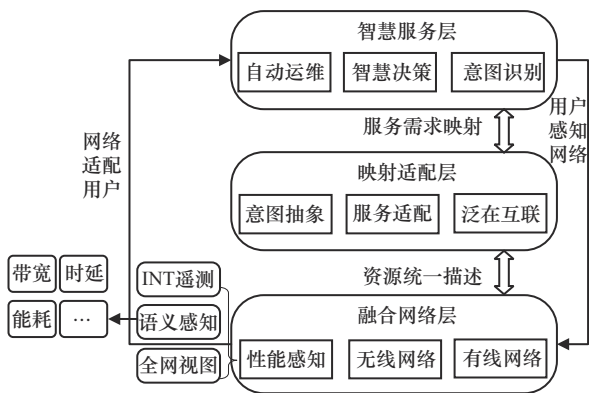 智慧服务层
自动运维 智慧决策 意图识别
网络
适配
用户
服务需求映射
用户
感知
网络
映射适配层
意图抽象 服务适配 泛在互联
带宽 时延
能耗 …
INT遥测
语义感知
全网视图
资源统一描述
融合网络层
性能感知 无线网络 有线网络